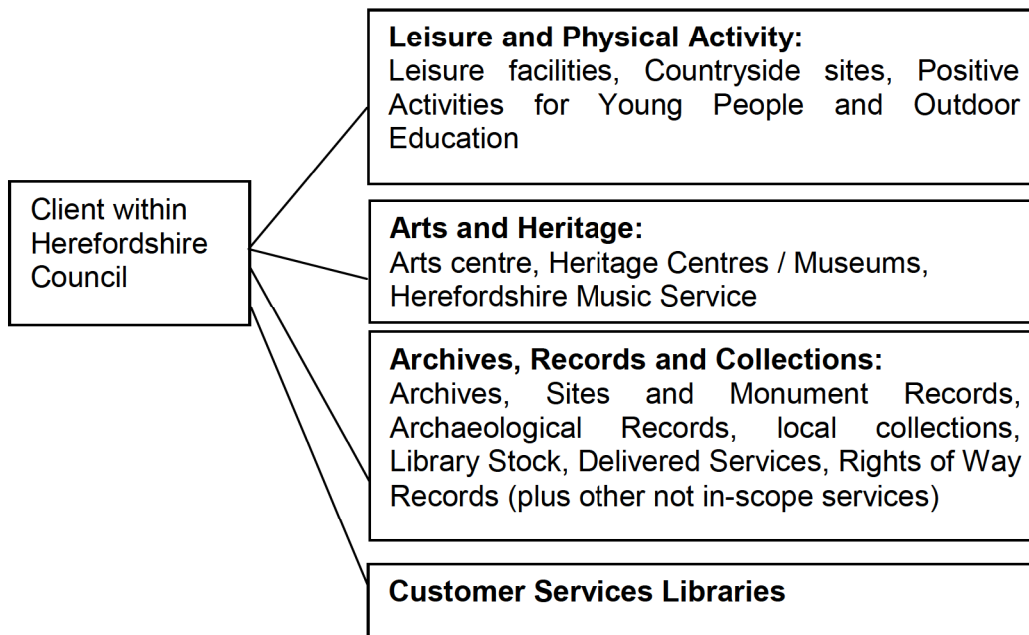 Client within
Herefordshire
Council
Leisure and Physical Activity:
Leisure facilities, Countryside sites, Positive
Activities for Young People and Outdoor
Education
Arts and Heritage:
Arts centre, Heritage Centres / Museums,
Herefordshire Music Service
Archives, Records and Collections:
Archives, Sites and Monument Records,
Archaeological Records, local collections,
Library Stock, Delivered Services, Rights of Way
Records (plus other not in-scope services)
Customer Services Libraries